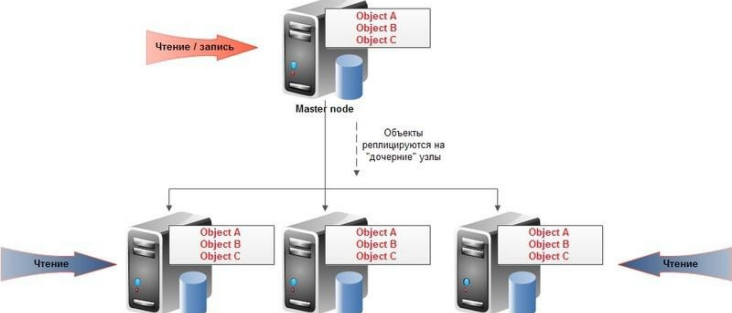 Object A
Object B
Object C
Чтение / запись
Master node
Объекты
реплицируются на
"дочерние" узлы
Object A
Object B
Object C
Object A
Object B
Object C
Object A
Object B
Object C
Чтение
Чтение